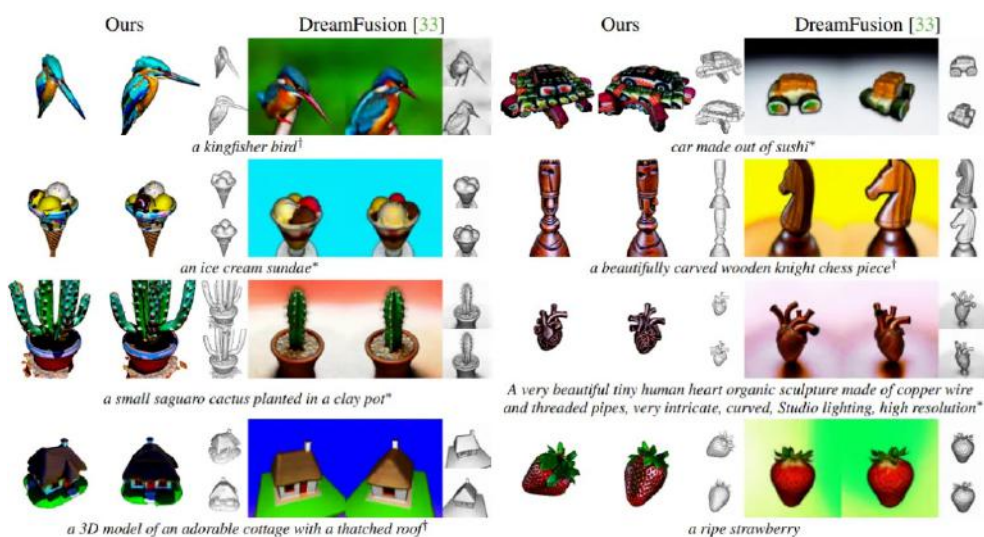 Ours DreamFusion [33] Ours DreamFusion [33]
a kingfisher bird† car made out of sushi*
an ice cream sundae* a beautifully carved wooden knight chess piece†
a small saguaro cactus planted in a clay pot* A very beautiful tiny human heart organic sculpture made of copper wire
and threaded pipes, very intricate, curved, Studio lighting, high resolution*
a 3D model of an adorable cottage with a thatched roof† a ripe strawberry